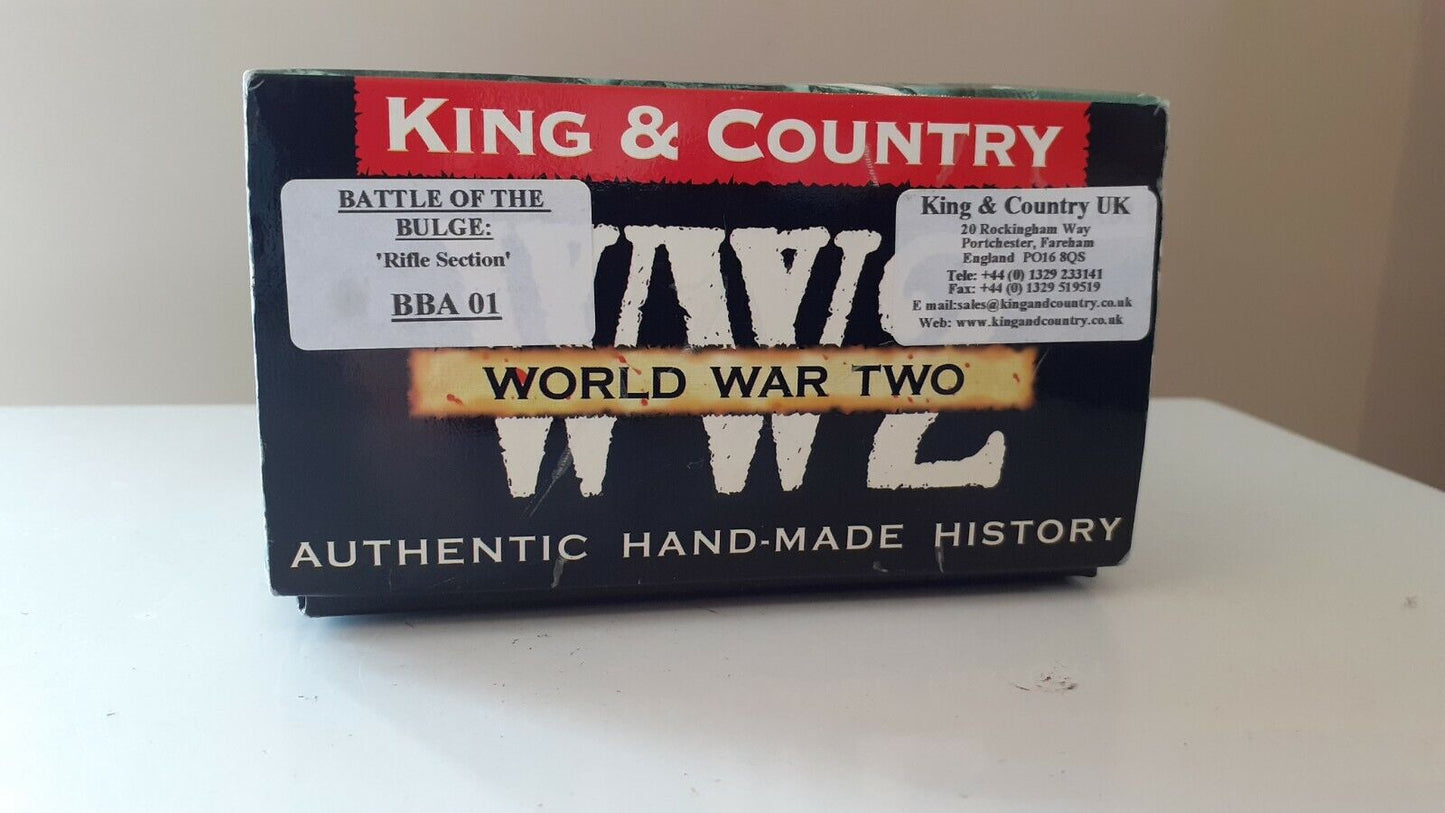 KING & COUNTRY
BATTLE OF THE
BULGE:
'Rifle Section'
BBA 01
King & Country UK
20 Rockingham Way
Portchester, Fareham
England PO16 8QS
Tele: +44 (0) 1329 233141
Fax: +44 (0) 1329 519519
E mail:sales@kingandcountry.co.uk
Web: www.kingandcountry.co.uk
WW2
WORLD WAR TWO
AUTHENTIC HAND-MADE HISTORY